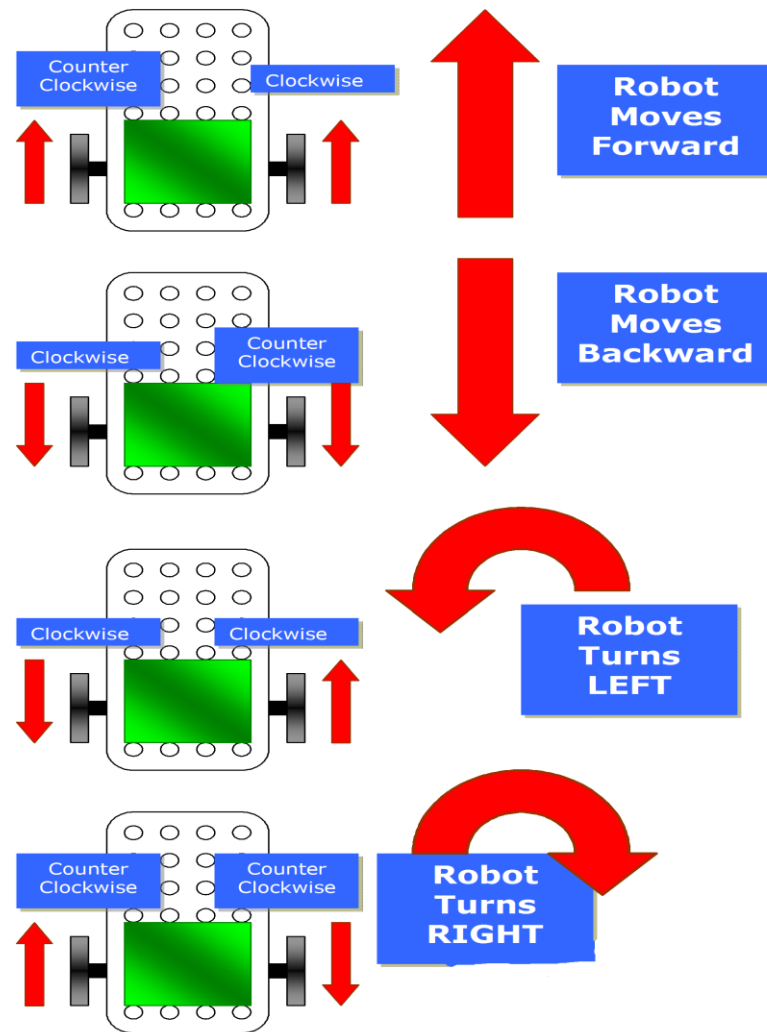 Counter
Clockwise
Clockwise
Robot
Moves
Forward
Clockwise
Counter
Clockwise
Robot
Moves
Backward
Clockwise
Clockwise
Robot
Turns
LEFT
Counter
Clockwise
Counter
Clockwise
Robot
Turns
RIGHT